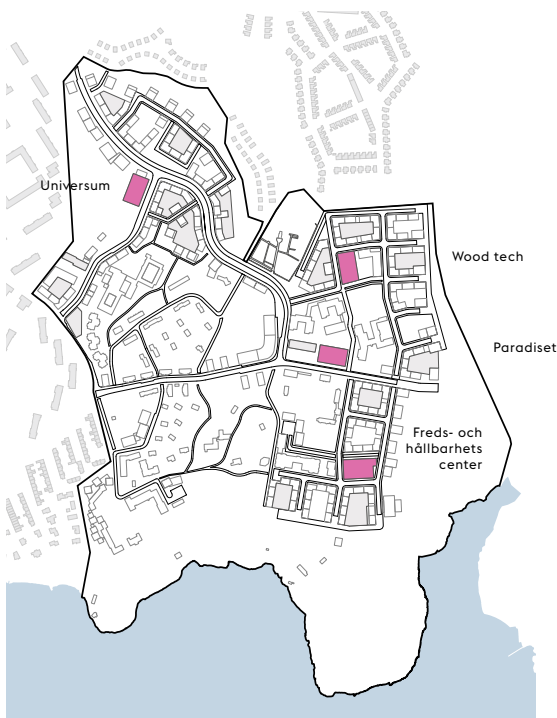 Universum
Wood tech
Paradiset
Freds- och
hållbarhets
center